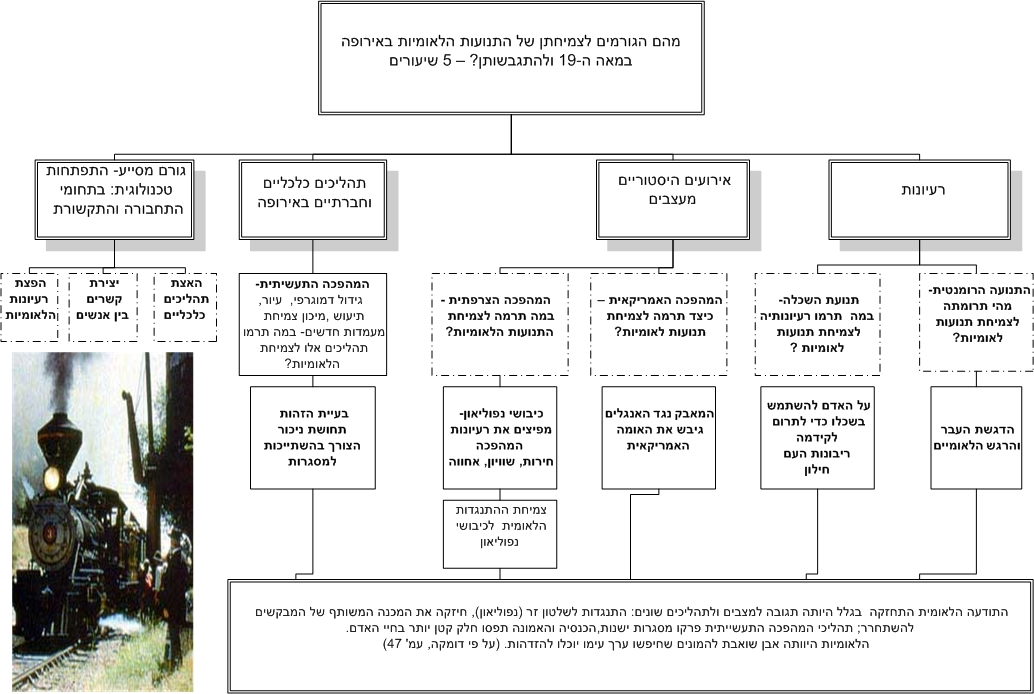 מהם הגורמים לצמיחתן של התנועות הלאומיות באירופה
במאה ה-19 ולהתגבשותן? – 5 שיעורים
רעיונות
אירועים היסטוריים
מעצבים
תהליכים כלכליים
וחברתיים באירופה
גורם מסייע- התפתחות
טכנולוגית: בתחומי
התחבורה והתקשורת
התנועה הרומנטית-
מהי תרומתה
לצמיחת תנועות
לאומיות?
תנועת השכלה-
במה תרמו רעיונותיה
לצמיחת תנועות
לאומיות ?
המהפכה האמריקאית –
כיצד תרמה לצמיחת
תנועות לאומיות?
המהפכה הצרפתית -
במה תרמה לצמיחת
התנועות הלאומיות?
המהפכה התעשיתית-
גידול דמוגרפי, עיור,
תיעוש ,מיכון צמיחת
מעמדות חדשים- במה תרמו
תהליכים אלו לצמיחת
הלאומיות?
האצת
תהליכים
כלכליים
יצירת
קשרים
בין אנשים
הפצת
רעיונות
הלאומיות
הדגשת העבר
והרגש הלאומיים
על האדם להשתמש
בשכלו כדי לתרום
לקידמה
ריבונות העם
חילון
המאבק נגד האנגלים
גיבש את האומה
האמריקאית
כיבושי נפוליאון-
מפיצים את רעיונות
המהפכה
חירות, שוויון, אחווה
בעיית הזהות
תחושת ניכור
הצורך בהשתייכות
למסגרות
צמיחת ההתנגדות
הלאומית לכיבושי
נפוליאון
התודעה הלאומית התחזקה בגלל היותה תגובה למצבים ולתהליכים שונים: התנגדות לשלטון זר (נפוליאון), חיזקה את המכנה המשותף של המבקשים
להשתחרר; תהליכי המהפכה התעשייתית פרקו מסגרות ישנות,הכנסיה והאמונה תפסו חלק קטן יותר בחיי האדם.
הלאומיות היוותה אבן שואבת להמונים שחיפשו ערך עימו יוכלו להזדהות. (על פי דומקה, עמ' 47)